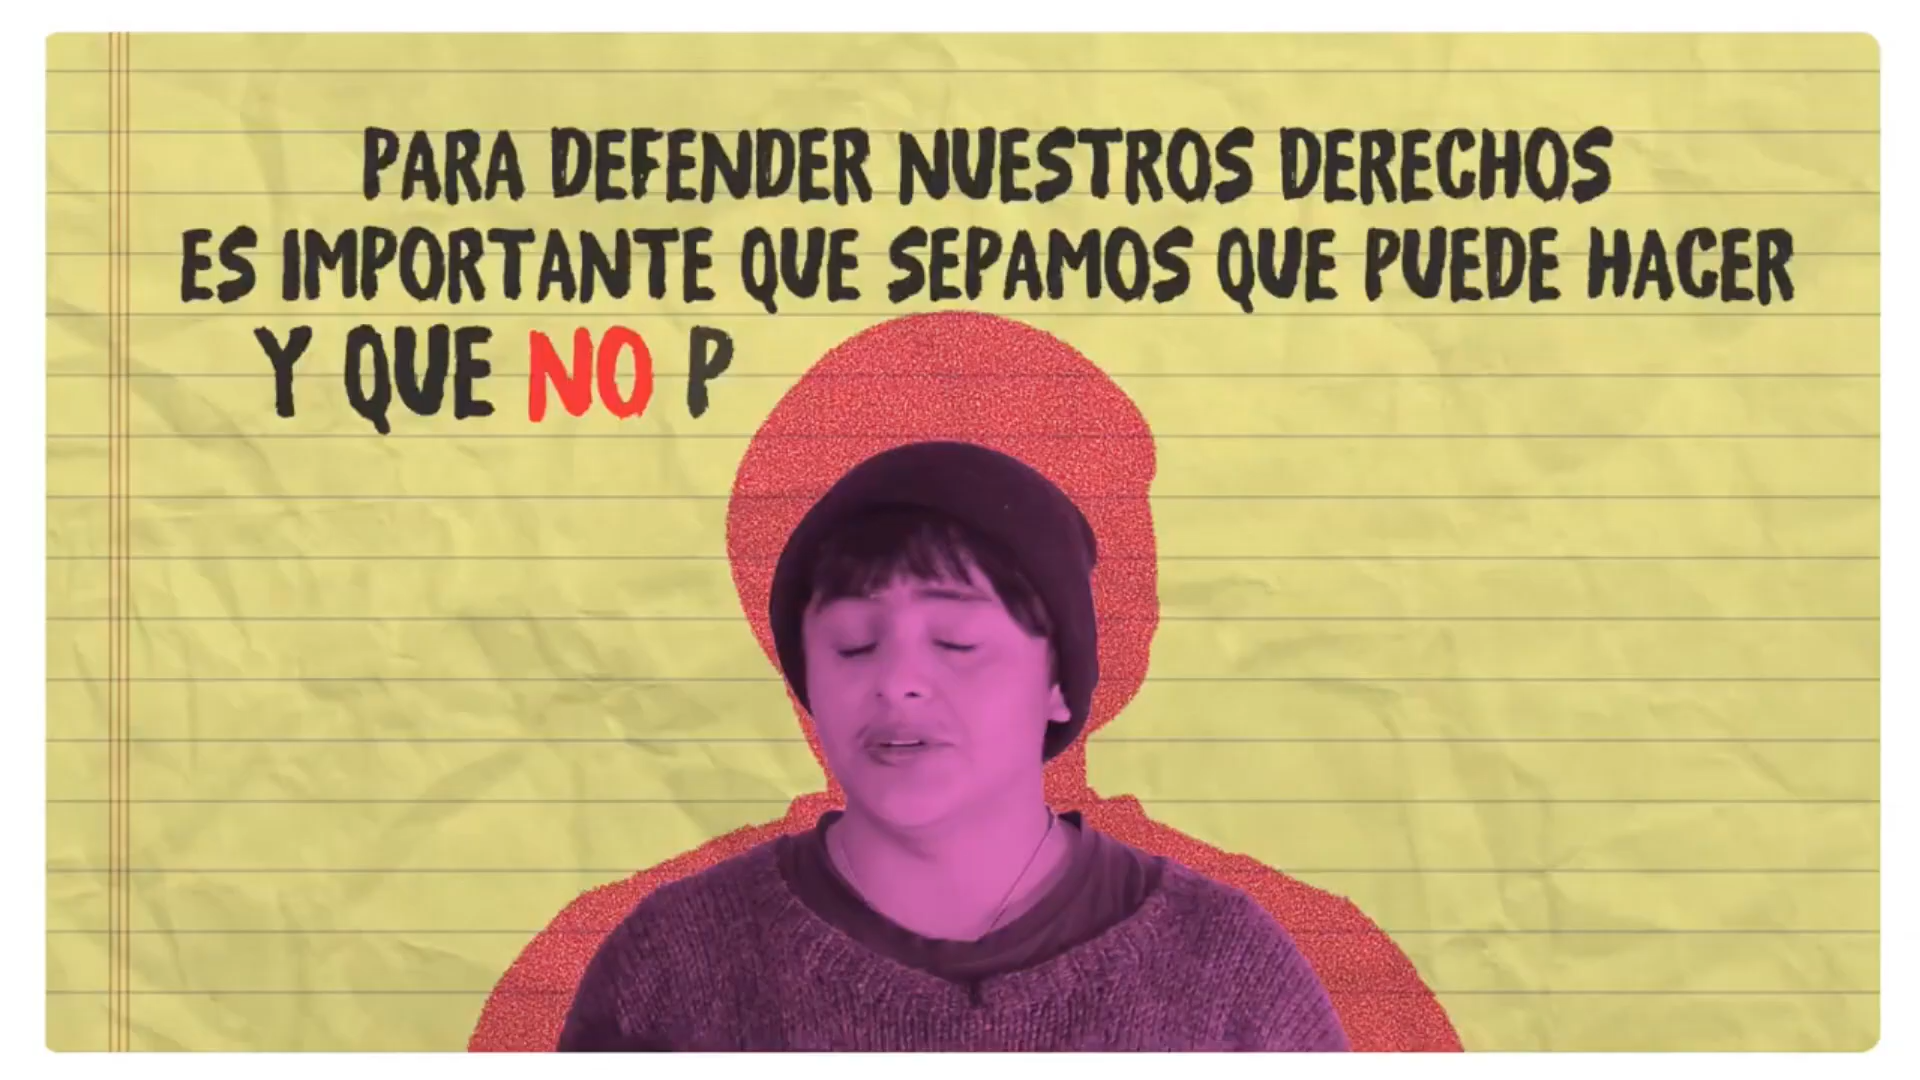 PARA DEFENDER NUESTROS DERECHOS
ES IMPORTANTE QUE SEPAMOS QUE PUEDE HACER
Y QUE NO P